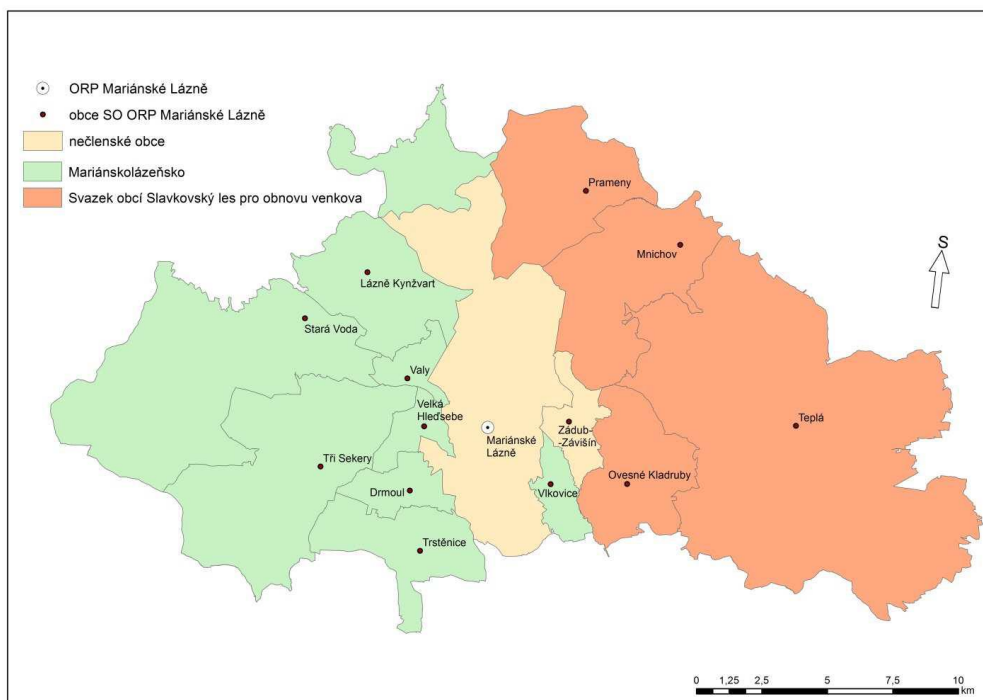 ORP Mariánské Lázně
obce SO ORP Mariánské Lázně
nečlenské obce
Mariánskolázeňsko
Svazek obcí Slavkovský les pro obnovu venkova
Prameny
Mnichov
S
Lázně Kynžvart
Stará Voda
Valy
Velká
Hleďsebe
Mariánské
Lázně
Zádub-
-Závišín
Teplá
Tři Sekery
Drmoul
Vlkovice
Ovesné Kladruby
Trstěnice
0 1,25 2,5 5 7,5 10
km